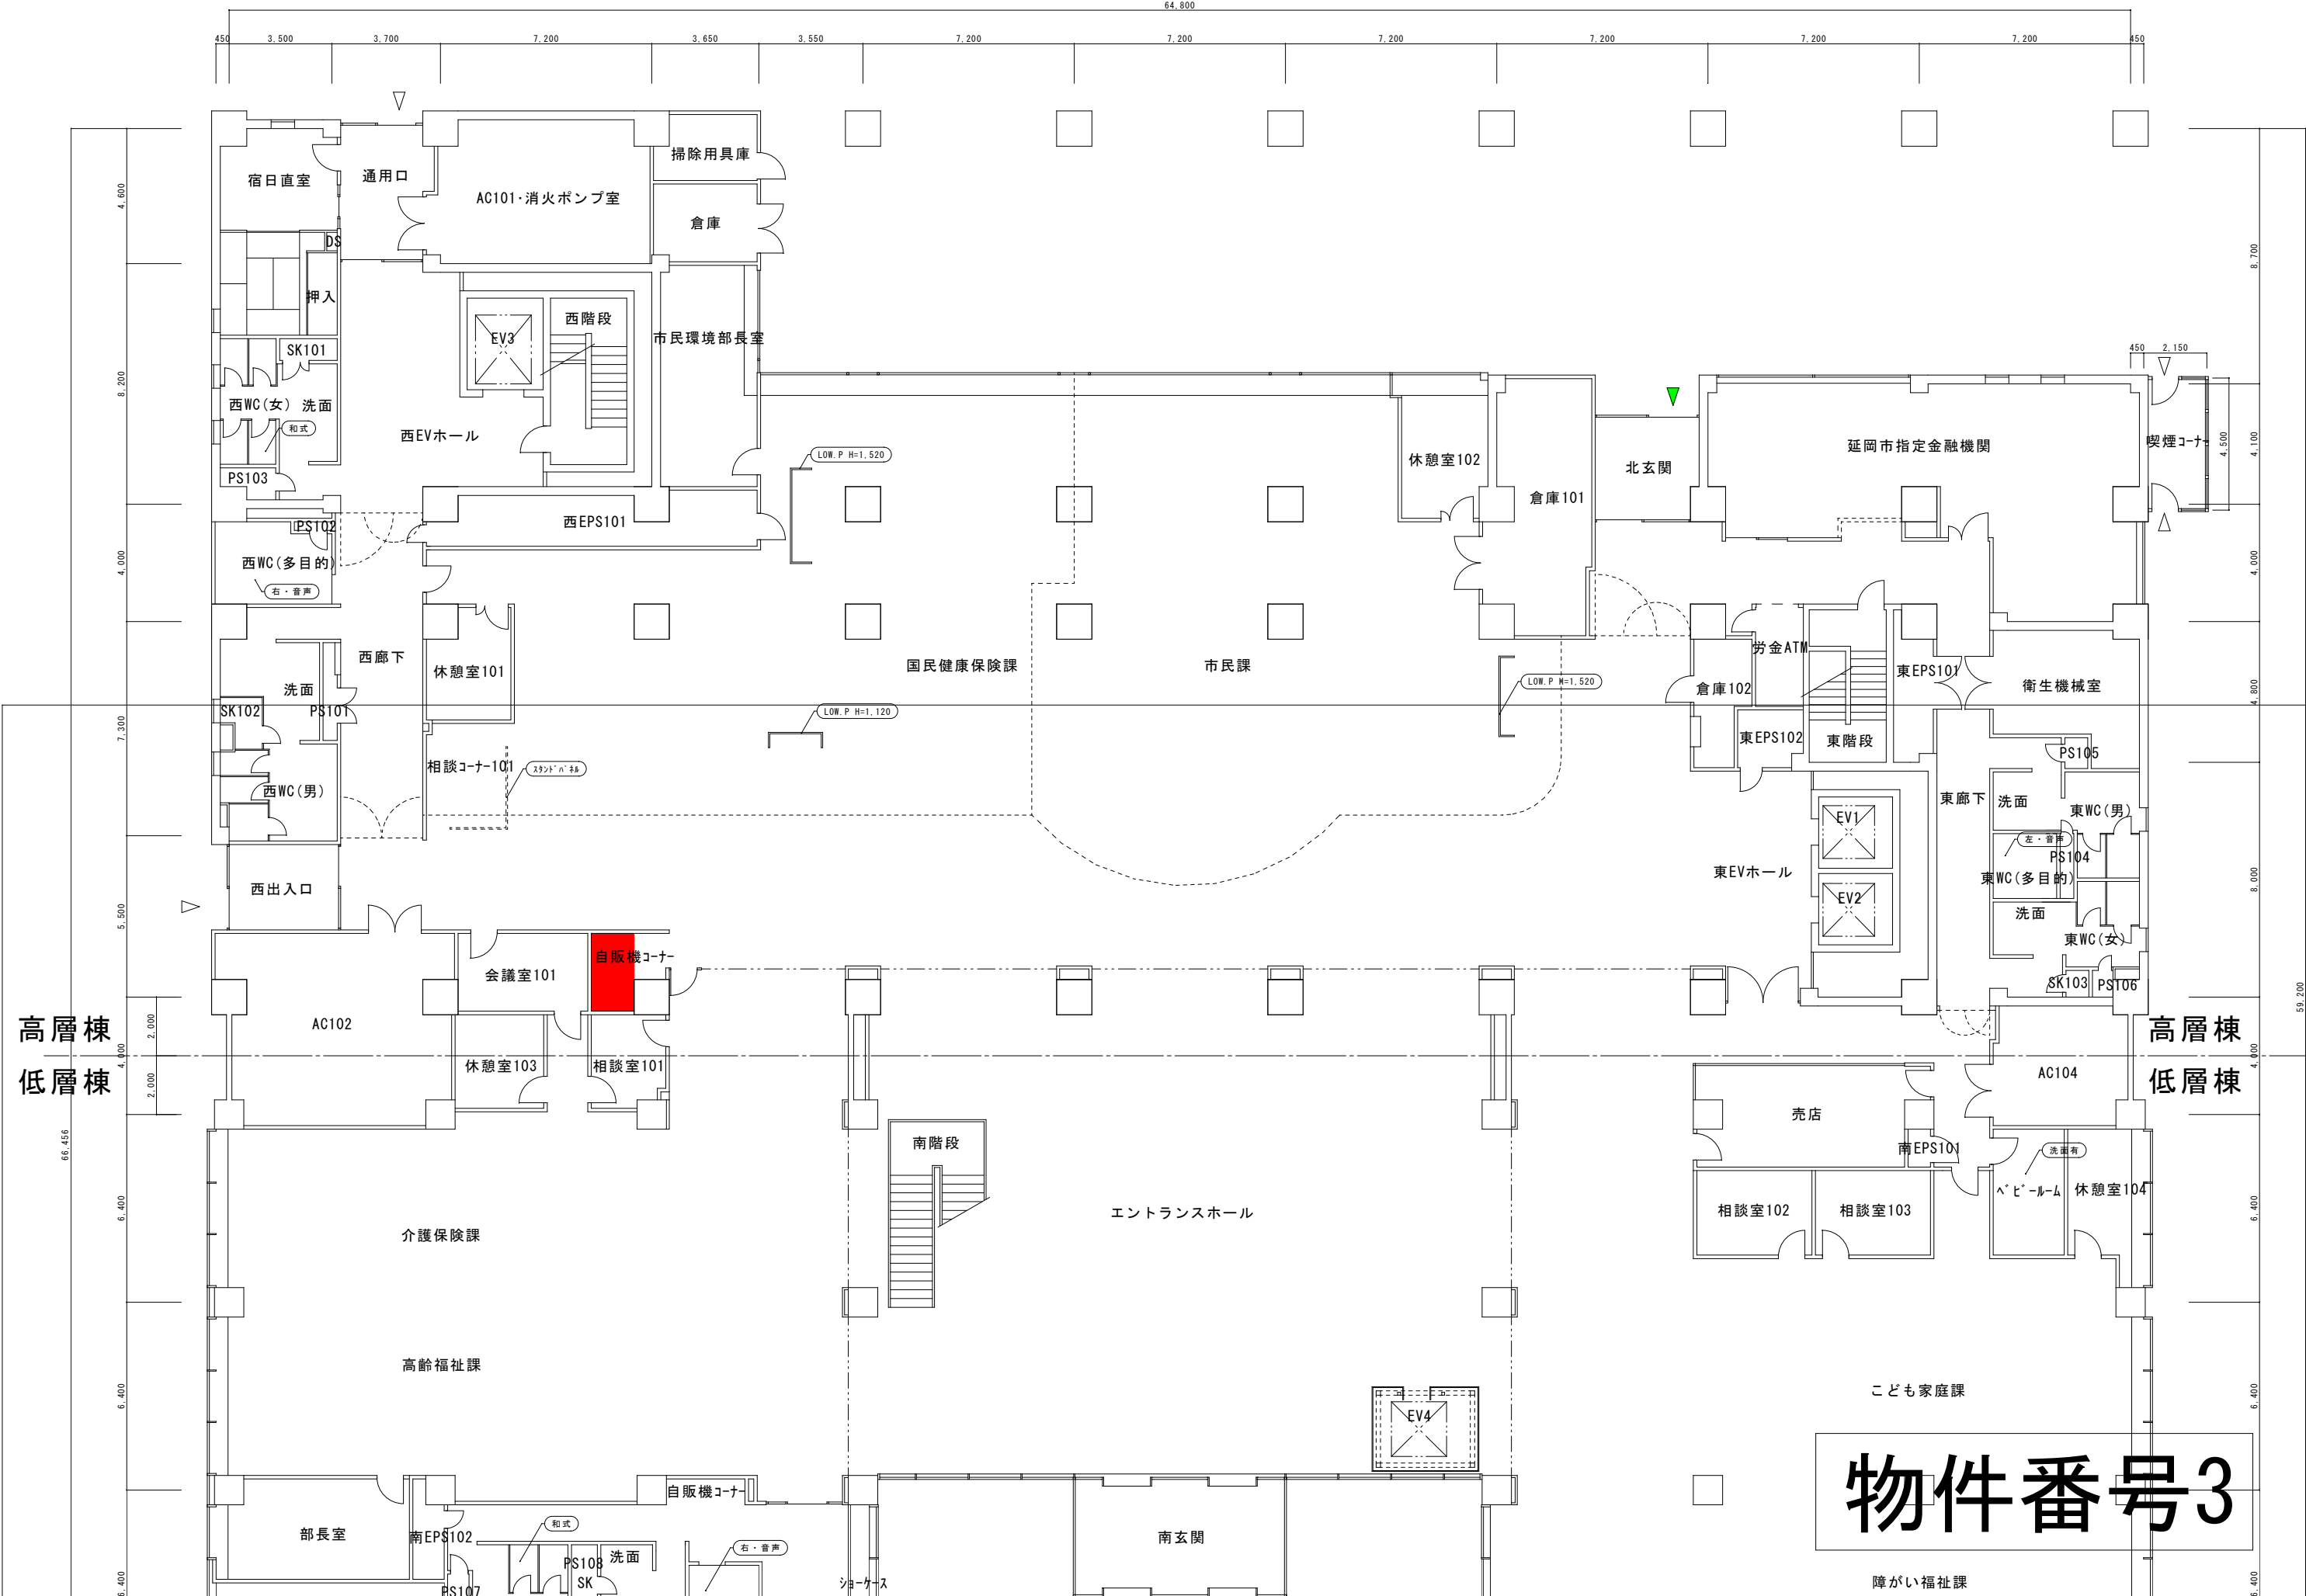 64,800
450 3,500 3,700 7,200 3,650 3,550 7,200 7,200 7,200 7,200 7,200 7,200 450
掃除用具庫
宿日直室
通用口
AC101・消火ポンプ室
4,600
倉庫
DS
8,700
押入
西階段
EV3
市民環境部長室
SK101
450 2,150
8,200
西WC(女) 洗面
和式
西EVホール
LOW.P H=1,520
休憩室102
北玄関
延岡市指定金融機関
喫煙コーナー
4,500
4,100
PS103
倉庫101
西EPS101
PS102
西WC(多目的)
右・音声
4,000
4,000
西廊下
休憩室101
国民健康保険課
市民課
労金ATM
東EPS101
洗面
倉庫102
衛生機械室
LOW.P H=1,520
4,800
SK102
PS101
LOW.P H=1,120
7,300
東EPS102
東階段
PS105
相談コーナー101
スタンドパネル
西WC(男)
東廊下
洗面
東WC(男)
EV1
左・音声
PS104
西出入口
東EVホール
東WC(多目的)
8,000
EV2
洗面
5,500
東WC(女)
自販機コーナー
会議室101
SK103
PS106
59,200
高層棟
2,000
AC102
高層棟
4,000
4,000
低層棟
2,000
休憩室103
相談室101
AC104
低層棟
売店
66,456
南階段
南EPS101
洗面有
ベビールーム
休憩室104
6,400
エントランスホール
相談室102
相談室103
6,400
介護保険課
高齢福祉課
6,400
こども家庭課
6,400
EV4
自販機コーナー
物件番号3
部長室
南EPS102
和式
南玄関
右・音声
PS108
洗面
SK
PS107
ショーケース
障がい福祉課
6,400
6,400